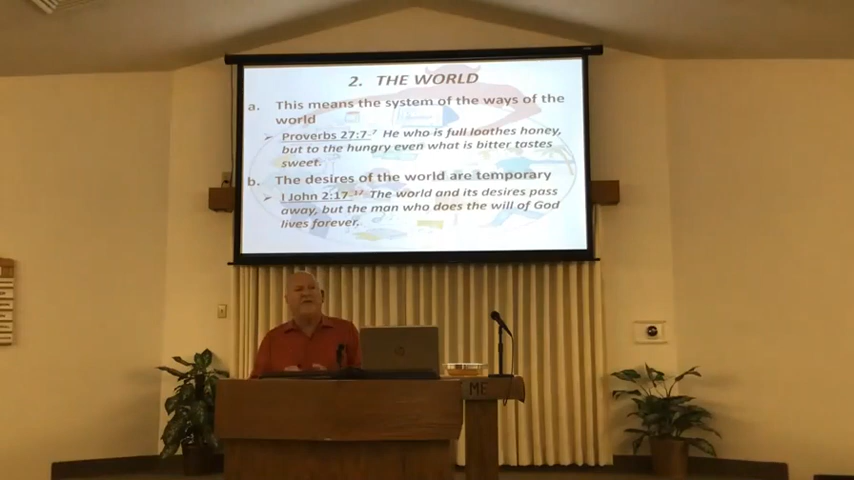 2. THE WORLD
a. This means the system of the ways of the
world
➢ Proverbs 27:7 -7 He who is full loathes honey,
but to the hungry even what is bitter tastes
sweet.
b. The desires of the world are temporary
➢ I John 2:17 -17 The world and its desires pass
away, but the man who does the will of God
lives forever.
ME